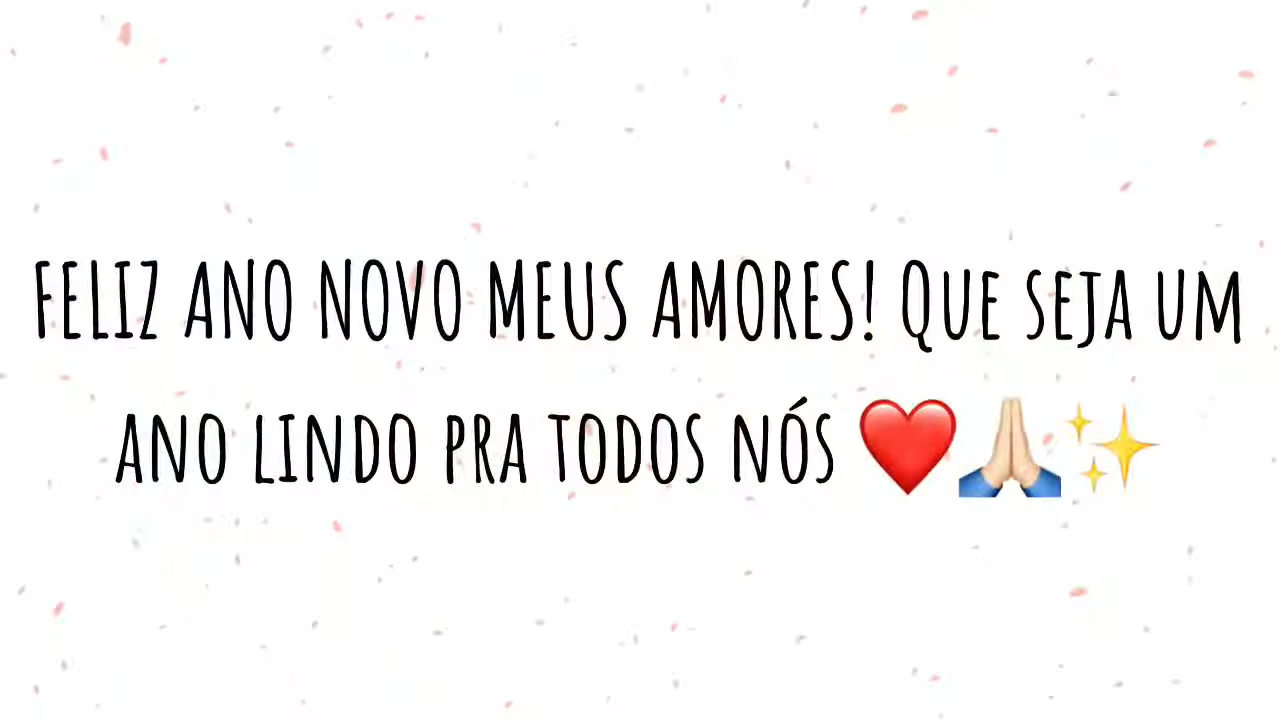 FELIZ ANO NOVO MEUS AMORES! QUE SEJA UM
ANO LINDO PRA TODOS NÓS ❤️🙏🏻✨